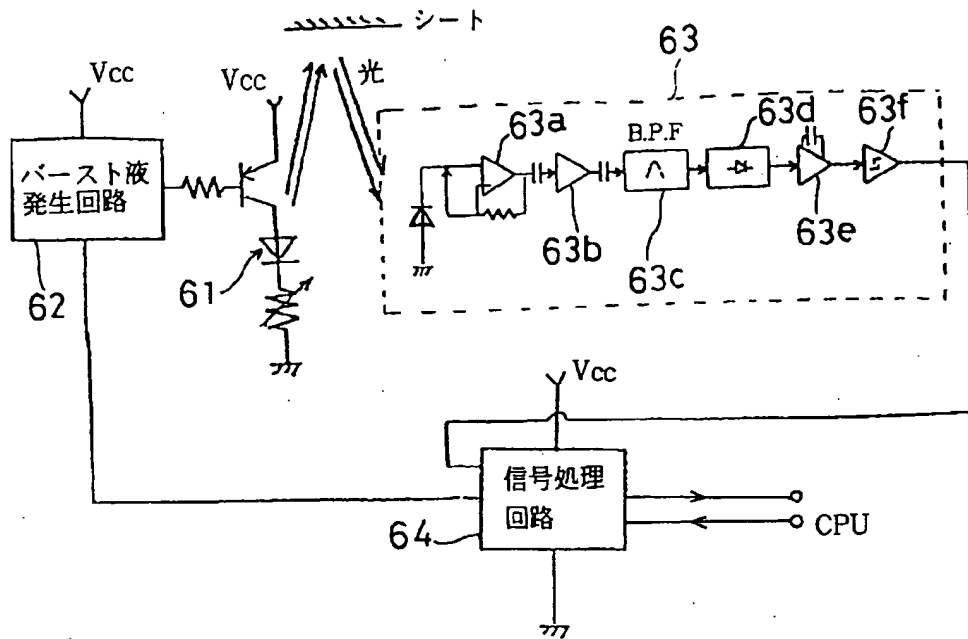 シート
63
Vcc
Vcc
光
63a
B.P.F
63d
63f
バースト液
発生回路
63b
63c
63e
62
61
Vcc
信号処理
回路
64
CPU